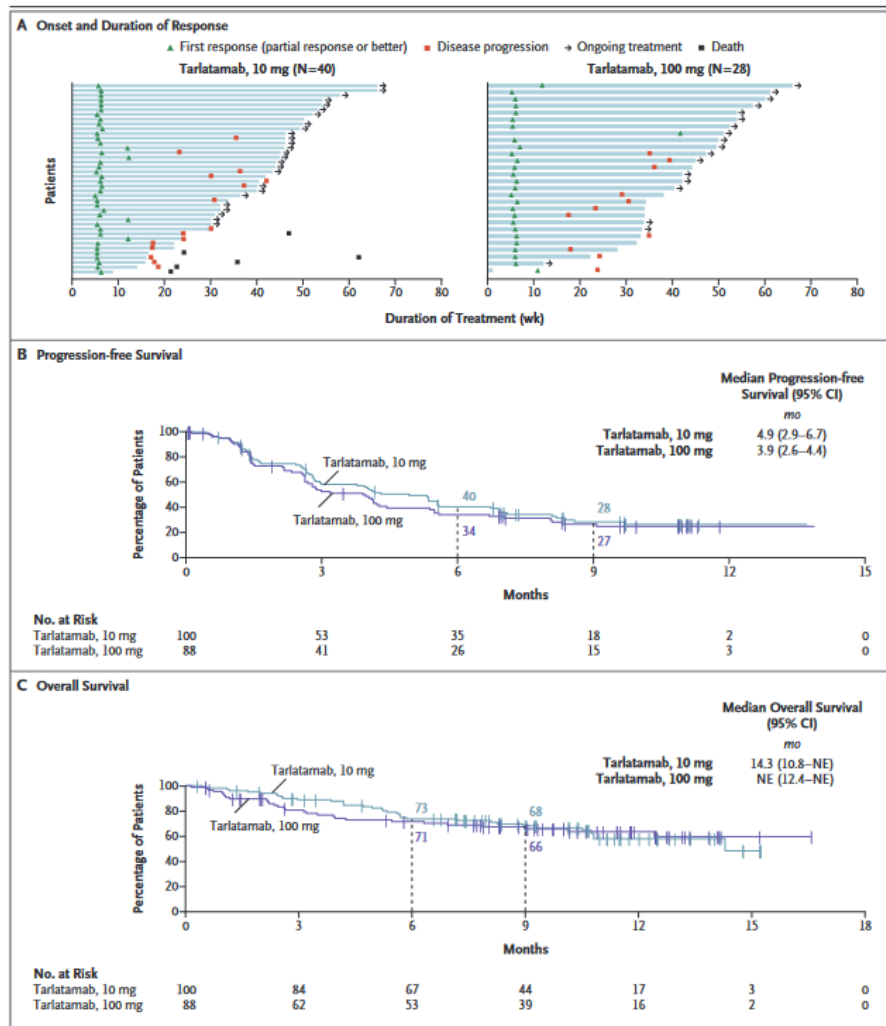 A Onset and Duration of Response
First response (partial response or better) Disease progression Ongoing treatment Death
Tarlatamab, 10 mg (N=40) Tarlatamab, 100 mg (N=28)
Patients
0 10 20 30 40 50 60 70 80 0 10 20 30 40 50 60 70 80
Duration of Treatment (wk)
B Progression-free Survival
Median Progression-free
Survival (95% CI)
mo
Tarlatamab, 10 mg 4.9 (2.9–6.7)
Tarlatamab, 100 mg 3.9 (2.6–4.4)
Percentage of Patients
100
80
60
40
20
0
Tarlatamab, 10 mg
Tarlatamab, 100 mg
40 28
34 27
0 3 6 9 12 15
Months
No. at Risk
Tarlatamab, 10 mg 100 53 35 18 2 0
Tarlatamab, 100 mg 88 41 26 15 3 0
C Overall Survival
Median Overall Survival
(95% CI)
mo
Tarlatamab, 10 mg 14.3 (10.8–NE)
Tarlatamab, 100 mg NE (12.4–NE)
Percentage of Patients
100
80
60
40
20
0
Tarlatamab, 10 mg
Tarlatamab, 100 mg
73 68
71 66
0 3 6 9 12 15 18
Months
No. at Risk
Tarlatamab, 10 mg 100 84 67 44 17 3 0
Tarlatamab, 100 mg 88 62 53 39 16 2 0